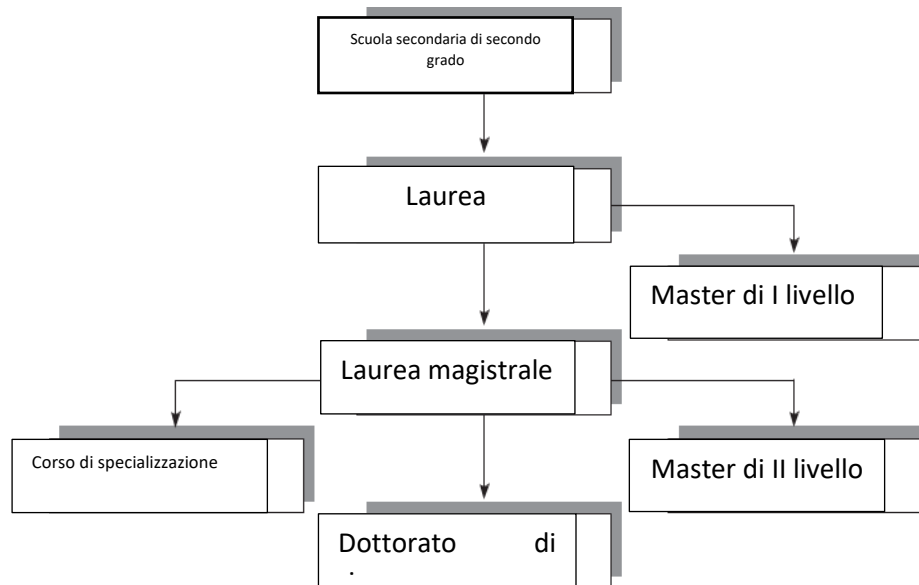 Scuola secondaria di secondo
grado
Laurea
Master di I livello
Laurea magistrale
Corso di specializzazione
Master di II livello
Dottorato di